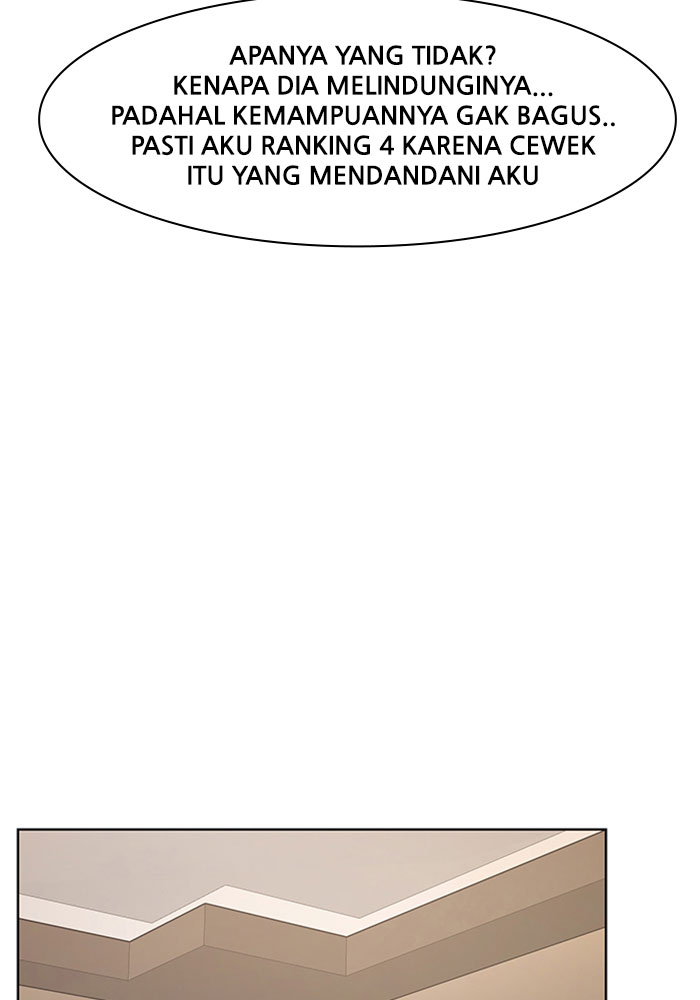 APANYA YANG TIDAK?
KENAPA DIA MELINDUNGINYA...
PADAHAL KEMAMPUANNYA GAK BAGUS..
PASTI AKU RANKING 4 KARENA CEWEK
ITU YANG MENDANDANI AKU